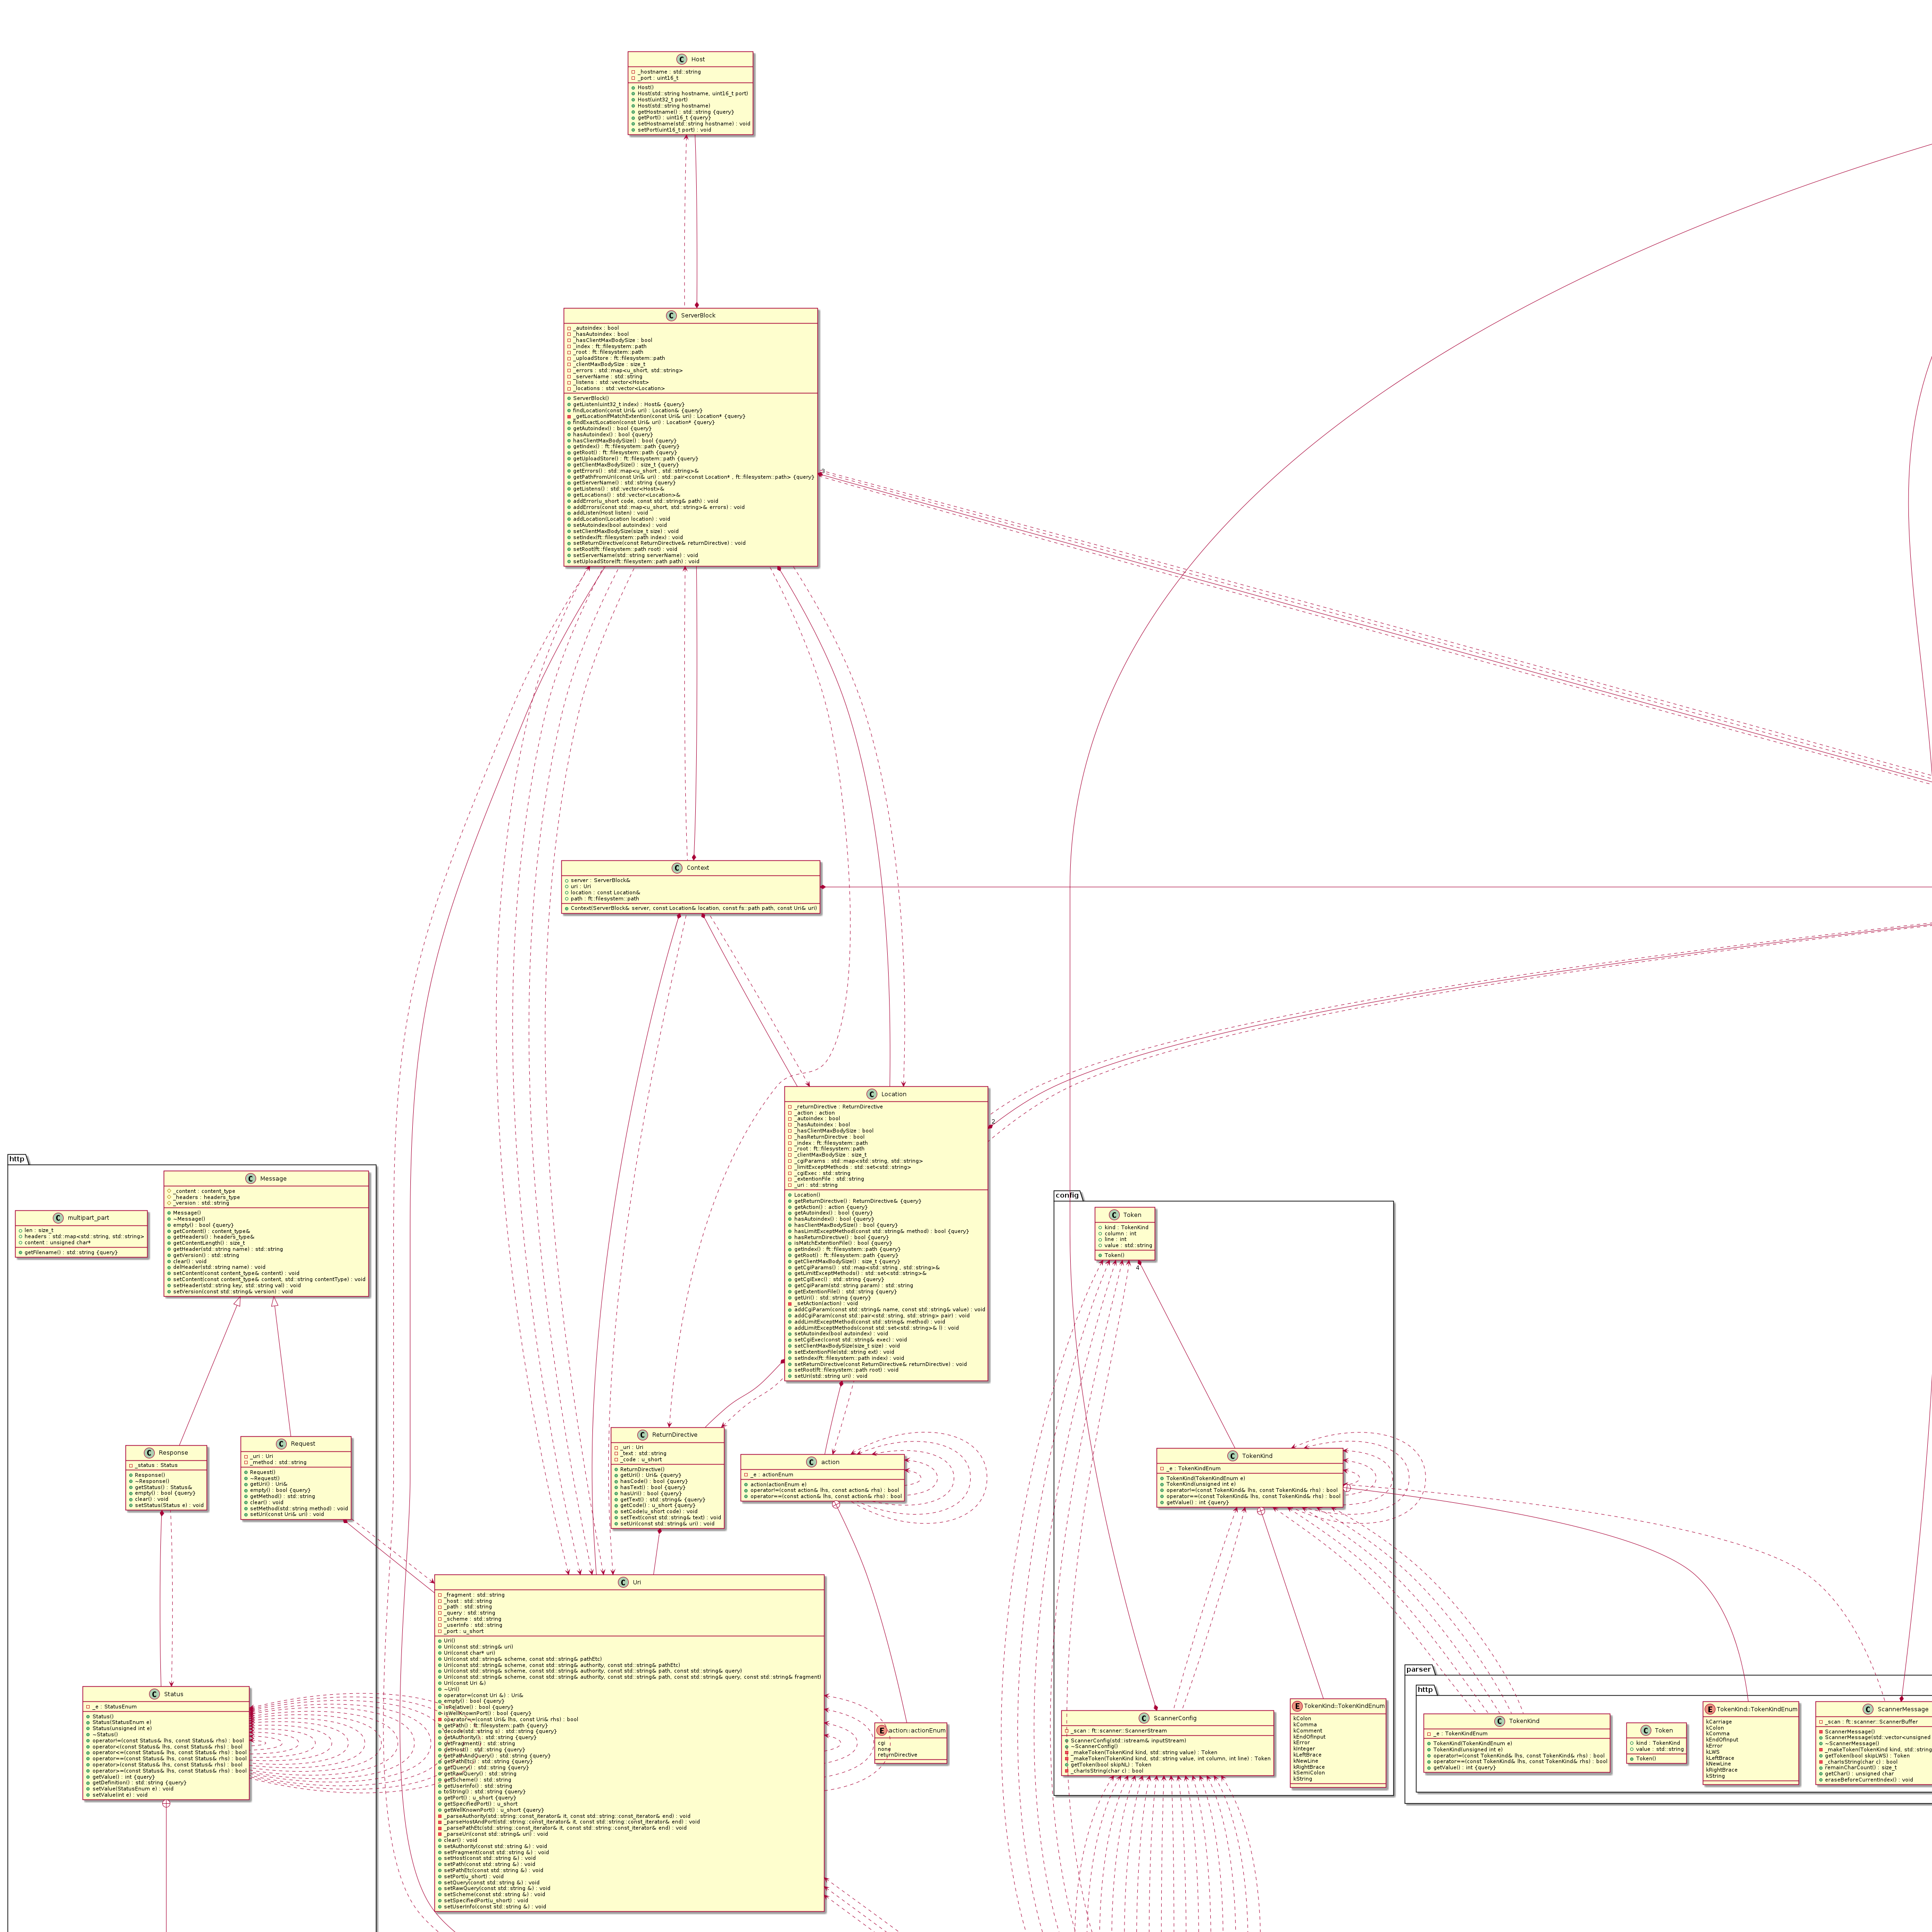 C Host
_hostname : std::string
_port : uint16_t
Host()
Host(std::string hostname, uint16_t port)
Host(uint32_t port)
Host(std::string hostname)
getHostname() : std::string {query}
getPort() : uint16_t {query}
setHostname(std::string hostname) : void
setPort(uint16_t port) : void
C ServerBlock
_autoindex : bool
_hasAutoindex : bool
_hasClientMaxBodySize : bool
_index : ft::filesystem::path
_root : ft::filesystem::path
_uploadStore : ft::filesystem::path
_clientMaxBodySize : size_t
_errors : std::map<u_short, std::string>
_serverName : std::string
_listens : std::vector<Host>
_locations : std::vector<Location>
ServerBlock()
getListen(uint32_t index) : Host& {query}
findLocation(const Uri& uri) : Location& {query}
_getLocationIfMatchExtention(const Uri& uri) : Location* {query}
findExactLocation(const Uri& uri) : Location* {query}
getAutoindex() : bool {query}
hasAutoindex() : bool {query}
hasClientMaxBodySize() : bool {query}
getIndex() : ft::filesystem::path {query}
getRoot() : ft::filesystem::path {query}
getUploadStore() : ft::filesystem::path {query}
getClientMaxBodySize() : size_t {query}
getErrors() : std::map<u_short , std::string>&
getPathFromUri(const Uri& uri) : std::pair<const Location* , ft::filesystem::path> {query}
getServerName() : std::string {query}
getListens() : std::vector<Host>&
getLocations() : std::vector<Location>&
addError(u_short code, const std::string& path) : void
addErrors(const std::map<u_short, std::string>& errors) : void
addListen(Host listen) : void
addLocation(Location location) : void
setAutoindex(bool autoindex) : void
setClientMaxBodySize(size_t size) : void
setIndex(ft::filesystem::path index) : void
setReturnDirective(const ReturnDirective& returnDirective) : void
setRoot(ft::filesystem::path root) : void
setServerName(std::string serverName) : void
setUploadStore(ft::filesystem::path path) : void
C Context
server : ServerBlock&
uri : Uri
location : const Location&
path : ft::filesystem::path
Context(ServerBlock& server, const Location& location, const fs::path path, const Uri& uri)
C Location
_returnDirective : ReturnDirective
_action : action
_autoindex : bool
_hasAutoindex : bool
_hasClientMaxBodySize : bool
_hasReturnDirective : bool
_index : ft::filesystem::path
_root : ft::filesystem::path
_clientMaxBodySize : size_t
_cgiParams : std::map<std::string, std::string>
_limitExceptMethods : std::set<std::string>
_cgiExec : std::string
_extentionFile : std::string
_uri : std::string
Location()
getReturnDirective() : ReturnDirective& {query}
getAction() : action {query}
getAutoindex() : bool {query}
hasAutoindex() : bool {query}
hasClientMaxBodySize() : bool {query}
hasLimitExceptMethod(const std::string& method) : bool {query}
hasReturnDirective() : bool {query}
isMatchExtentionFile() : bool {query}
getIndex() : ft::filesystem::path {query}
getRoot() : ft::filesystem::path {query}
getClientMaxBodySize() : size_t {query}
getCgiParams() : std::map<std::string , std::string>&
getLimitExceptMethods() : std::set<std::string>&
getCgiExec() : std::string {query}
getCgiParam(std::string param) : std::string
getExtentionFile() : std::string {query}
getUri() : std::string {query}
_setAction(action) : void
addCgiParam(const std::string& name, const std::string& value) : void
addCgiParam(const std::pair<std::string, std::string> pair) : void
addLimitExceptMethod(const std::string& method) : void
addLimitExceptMethods(const std::set<std::string>& l) : void
setAutoindex(bool autoindex) : void
setCgiExec(const std::string& exec) : void
setClientMaxBodySize(size_t size) : void
setExtentionFile(std::string ext) : void
setIndex(ft::filesystem::path index) : void
setReturnDirective(const ReturnDirective& returnDirective) : void
setRoot(ft::filesystem::path root) : void
setUri(std::string uri) : void
2
http
C multipart_part
len : size_t
headers : std::map<std::string, std::string>
content : unsigned char*
getFilename() : std::string {query}
C Message
_content : content_type
_headers : headers_type
_version : std::string
Message()
~Message()
empty() : bool {query}
getContent() : content_type&
getHeaders() : headers_type&
getContentLength() : size_t
getHeader(std::string name) : std::string
getVersion() : std::string
clear() : void
delHeader(std::string name) : void
setContent(const content_type& content) : void
setContent(const content_type& content, std::string contentType) : void
setHeader(std::string key, std::string val) : void
setVersion(const std::string& version) : void
C Response
_status : Status
Response()
~Response()
getStatus() : Status&
empty() : bool {query}
clear() : void
setStatus(Status e) : void
C Request
_uri : Uri
_method : std::string
Request()
~Request()
getUri() : Uri&
empty() : bool {query}
getMethod() : std::string
clear() : void
setMethod(std::string method) : void
setUri(const Uri& uri) : void
C Status
_e : StatusEnum
Status()
Status(StatusEnum e)
Status(unsigned int e)
~Status()
operator!=(const Status& lhs, const Status& rhs) : bool
operator<(const Status& lhs, const Status& rhs) : bool
operator<=(const Status& lhs, const Status& rhs) : bool
operator==(const Status& lhs, const Status& rhs) : bool
operator>(const Status& lhs, const Status& rhs) : bool
operator>=(const Status& lhs, const Status& rhs) : bool
getValue() : int {query}
getDefinition() : std::string {query}
setValue(StatusEnum e) : void
setValue(int e) : void
C ReturnDirective
_uri : Uri
_text : std::string
_code : u_short
ReturnDirective()
getUri() : Uri& {query}
hasCode() : bool {query}
hasText() : bool {query}
hasUri() : bool {query}
getText() : std::string& {query}
getCode() : u_short {query}
setCode(u_short code) : void
setText(const std::string& text) : void
setUri(const std::string& uri) : void
C action
_e : actionEnum
action(actionEnum e)
operator!=(const action& lhs, const action& rhs) : bool
operator==(const action& lhs, const action& rhs) : bool
C Uri
_fragment : std::string
_host : std::string
_path : std::string
_query : std::string
_scheme : std::string
_userInfo : std::string
_port : u_short
Uri()
Uri(const std::string& uri)
Uri(const char* uri)
Uri(const std::string& scheme, const std::string& pathEtc)
Uri(const std::string& scheme, const std::string& authority, const std::string& pathEtc)
Uri(const std::string& scheme, const std::string& authority, const std::string& path, const std::string& query)
Uri(const std::string& scheme, const std::string& authority, const std::string& path, const std::string& query, const std::string& fragment)
Uri(const Uri &)
~Uri()
operator=(const Uri &) : Uri&
empty() : bool {query}
isRelative() : bool {query}
isWellKnownPort() : bool {query}
operator==(const Uri& lhs, const Uri& rhs) : bool
getPath() : ft::filesystem::path {query}
decode(std::string s) : std::string {query}
getAuthority() : std::string {query}
getFragment() : std::string
getHost() : std::string {query}
getPathAndQuery() : std::string {query}
getPathEtc() : std::string {query}
getQuery() : std::string {query}
getRawQuery() : std::string
getScheme() : std::string
getUserInfo() : std::string
toString() : std::string {query}
getPort() : u_short {query}
getSpecifiedPort() : u_short
getWellKnownPort() : u_short {query}
_parseAuthority(std::string::const_iterator& it, const std::string::const_iterator& end) : void
_parseHostAndPort(std::string::const_iterator& it, const std::string::const_iterator& end) : void
_parsePathEtc(std::string::const_iterator& it, const std::string::const_iterator& end) : void
_parseUri(const std::string& uri) : void
clear() : void
setAuthority(const std::string &) : void
setFragment(const std::string &) : void
setHost(const std::string &) : void
setPath(const std::string &) : void
setPathEtc(const std::string &) : void
setPort(u_short) : void
setQuery(const std::string &) : void
setRawQuery(const std::string &) : void
setScheme(const std::string &) : void
setSpecifiedPort(u_short) : void
setUserInfo(const std::string &) : void
E action::actionEnum
cgi
none
returnDirective
config
C Token
kind : TokenKind
column : int
line : int
value : std::string
Token()
4
C TokenKind
_e : TokenKindEnum
TokenKind(TokenKindEnum e)
TokenKind(unsigned int e)
operator!=(const TokenKind& lhs, const TokenKind& rhs) : bool
operator==(const TokenKind& lhs, const TokenKind& rhs) : bool
getValue() : int {query}
C ScannerConfig
_scan : ft::scanner::ScannerStream
ScannerConfig(std::istream& inputStream)
~ScannerConfig()
_makeToken(TokenKind kind, std::string value) : Token
_makeToken(TokenKind kind, std::string value, int column, int line) : Token
getToken(bool skipNL) : Token
_charIsString(char c) : bool
E TokenKind::TokenKindEnum
kColon
kComma
kComment
kEndOfInput
kError
kInteger
kLeftBrace
kNewLine
kRightBrace
kSemiColon
kString
parser
http
C TokenKind
_e : TokenKindEnum
TokenKind(TokenKindEnum e)
TokenKind(unsigned int e)
operator!=(const TokenKind& lhs, const TokenKind& rhs) : bool
operator==(const TokenKind& lhs, const TokenKind& rhs) : bool
getValue() : int {query}
C Token
kind : TokenKind
value : std::string
Token()
E TokenKind::TokenKindEnum
kCarriage
kColon
kComma
kEndOfInput
kError
kLWS
kLeftBrace
kNewLine
kRightBrace
kString
C ScannerMessage
_scan : ft::scanner::ScannerBuffer
ScannerMessage()
ScannerMessage(std::vector<unsigned
~ScannerMessage()
_makeToken(TokenKind kind, std::string
getToken(bool skipLWS) : Token
_charIsString(char c) : bool
remainCharCount() : size_t
getChar() : unsigned char
eraseBeforeCurrentIndex() : void